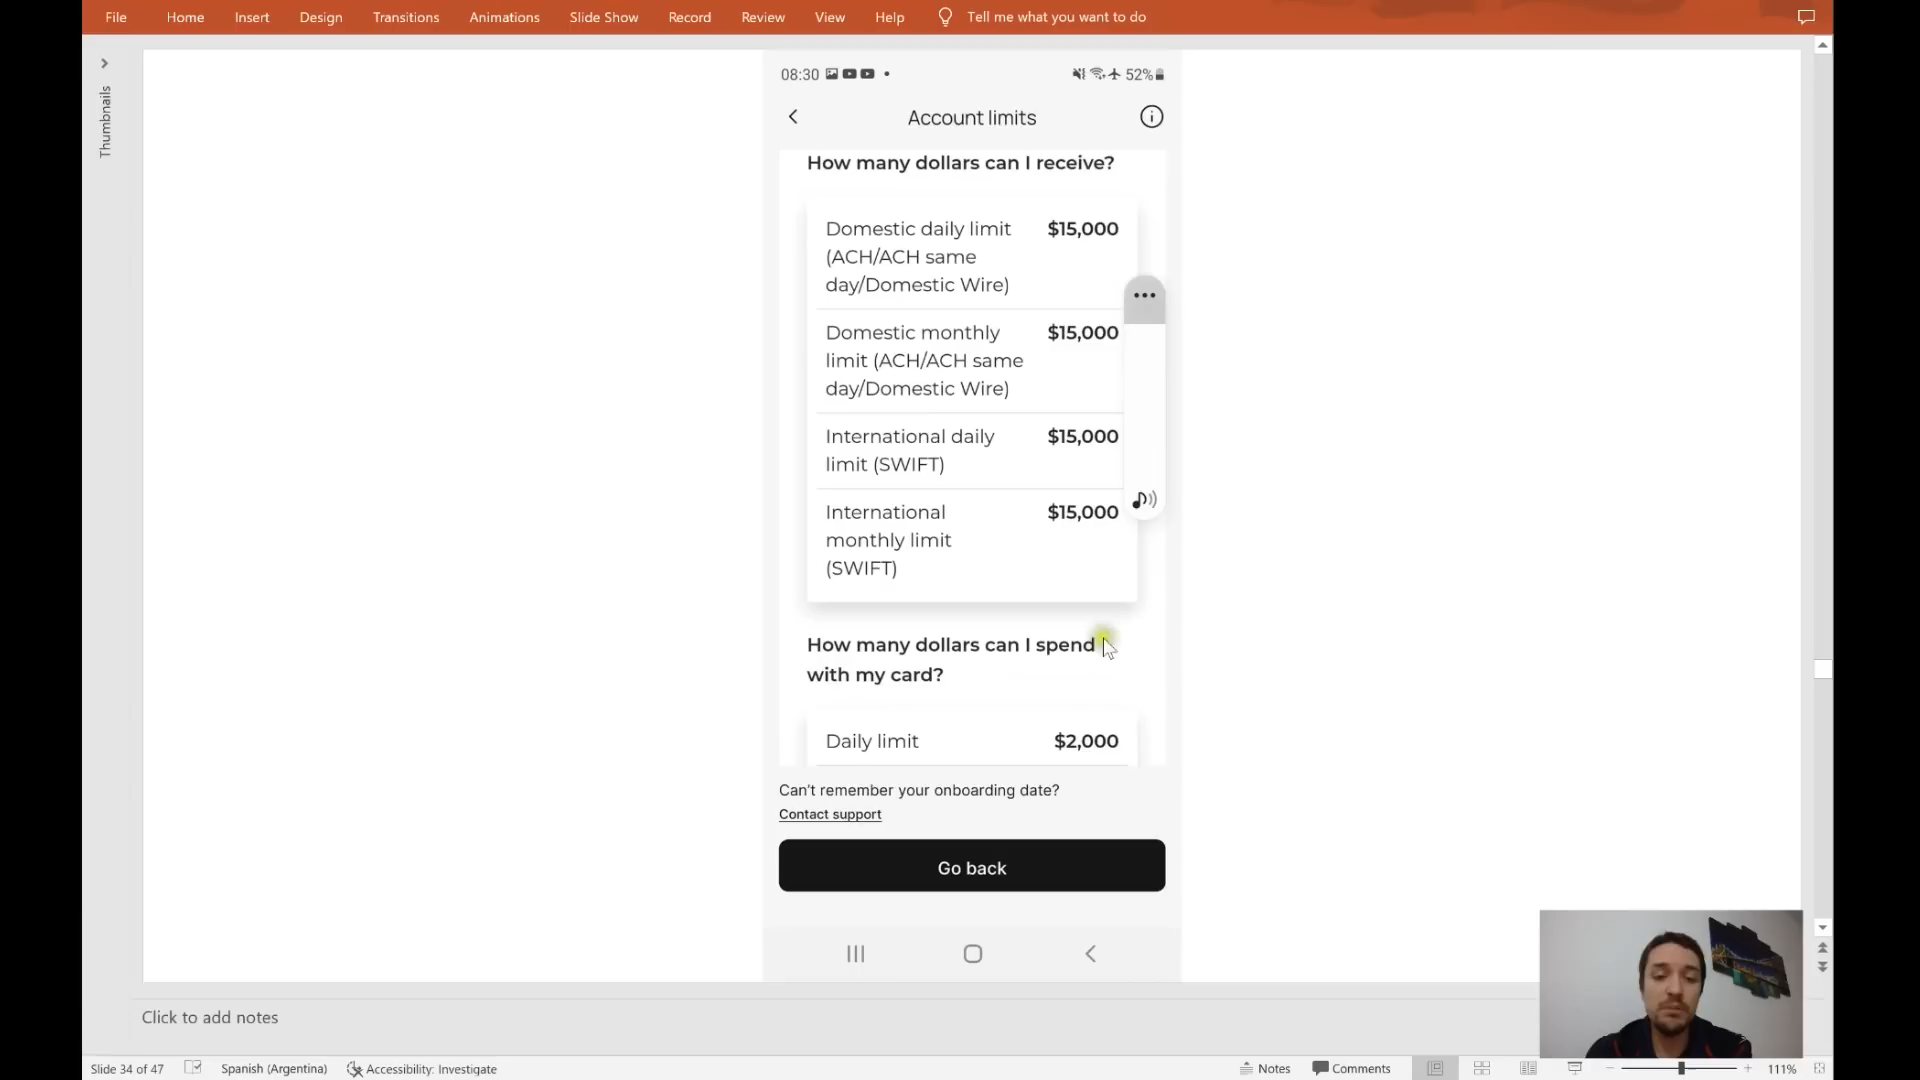 File Home Insert Design Transitions Animations Slide Show Record Review View Help Tell me what you want to do
Thumbnails
08:30 52%
Account limits
How many dollars can I receive?
Domestic daily limit $15,000
(ACH/ACH same
day/Domestic Wire)
Domestic monthly $15,000
limit (ACH/ACH same
day/Domestic Wire)
International daily $15,000
limit (SWIFT)
International $15,000
monthly limit
(SWIFT)
How many dollars can I spend
with my card?
Daily limit $2,000
Can't remember your onboarding date?
Contact support
Go back
Click to add notes
Slide 34 of 47 Spanish (Argentina) Accessibility: Investigate Notes Comments 111%